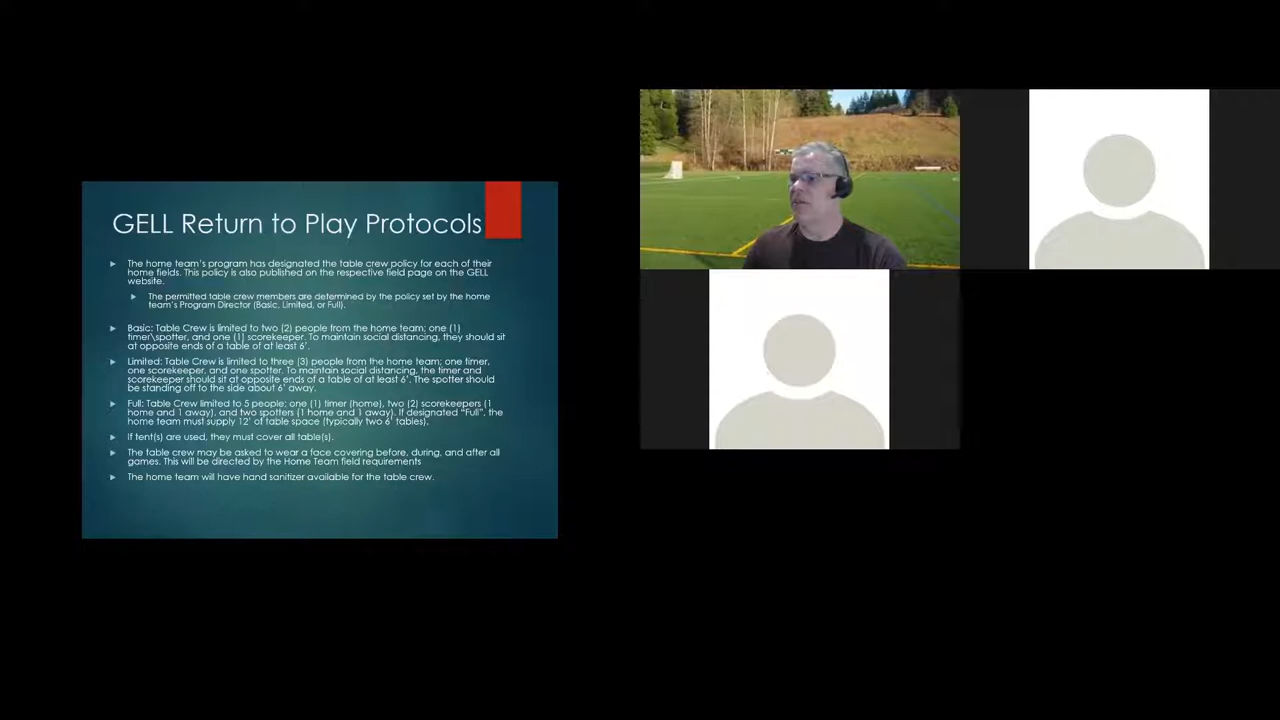 GELL Return to Play Protocols
The home team's program has designated the table crew policy for each of their
home fields. This policy is also published on the respective field page on the GELL
website.
The permitted table crew members are determined by the policy set by the home
team's Program Director (Basic, Limited, or Full).
Basic: Table Crew is limited to two (2) people from the home team; one (1)
timer\spotter, and one (1) scorekeeper. To maintain social distancing, they should sit
at opposite ends of a table of at least 6'.
Limited: Table Crew is limited to three (3) people from the home team; one timer,
one scorekeeper, and one spotter. To maintain social distancing, the timer and
scorekeeper should sit at opposite ends of a table of at least 6'. The spotter should
be standing off to the side about 6' away.
Full: Table Crew limited to 5 people; one (1) timer (home), two (2) scorekeepers (1
home and 1 away), and two spotters (1 home and 1 away). If designated "Full", the
home team must supply 12' of table space (typically two 6' tables).
If tent(s) are used, they must cover all table(s).
The table crew may be asked to wear a face covering before, during, and after all
games. This will be directed by the Home Team field requirements
The home team will have hand sanitizer available for the table crew.